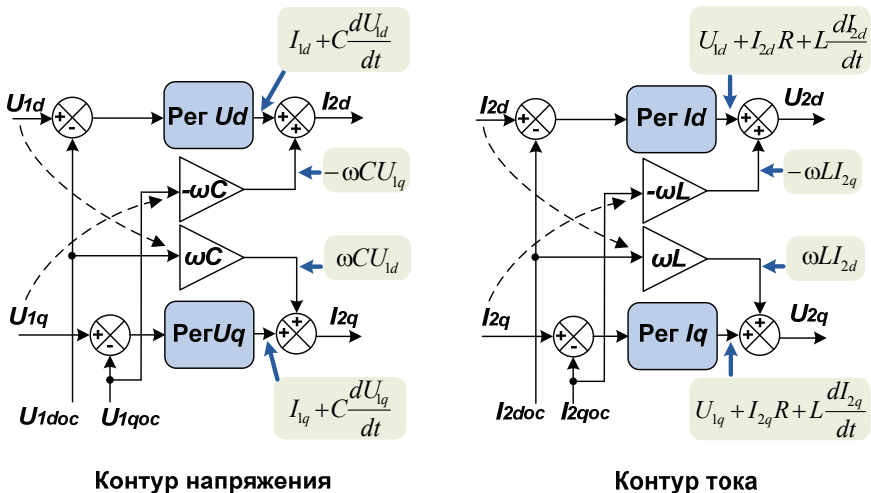 I1d + C dU1d/dt
U1d
+
-
Рег Ud
+
+
I2d
-ωC
-ωCU1q
ωC
ωCU1d
U1q
+
-
РегUq
+
+
I2q
U1doc
U1qoc
I1q + C dU1q/dt
Контур напряжения
U1d + I2dR + L dI2d/dt
I2d
+
-
Рег Id
+
+
U2d
-ωL
-ωLI2q
ωL
ωLI2d
I2q
+
-
Рег Iq
+
+
U2q
I2doc
I2qoc
U1q + I2qR + L dI2q/dt
Контур тока